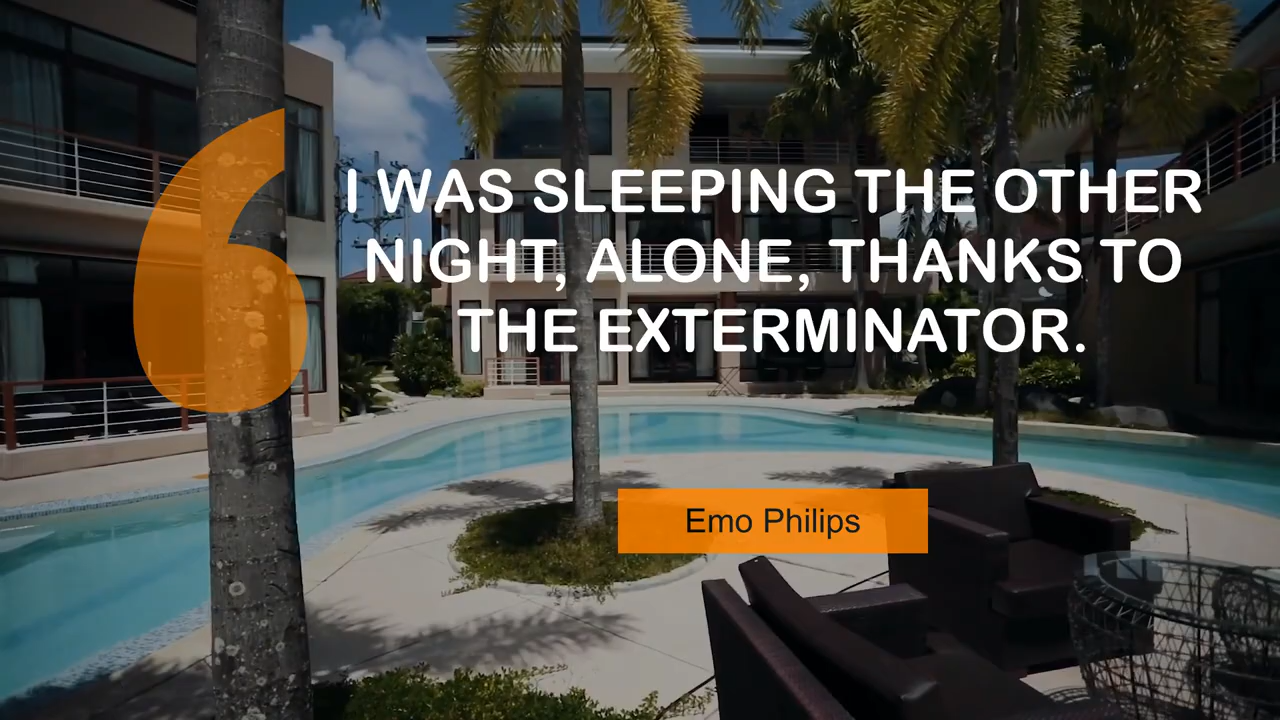 I WAS SLEEPING THE OTHER
NIGHT, ALONE, THANKS TO
THE EXTERMINATOR.
Emo Philips